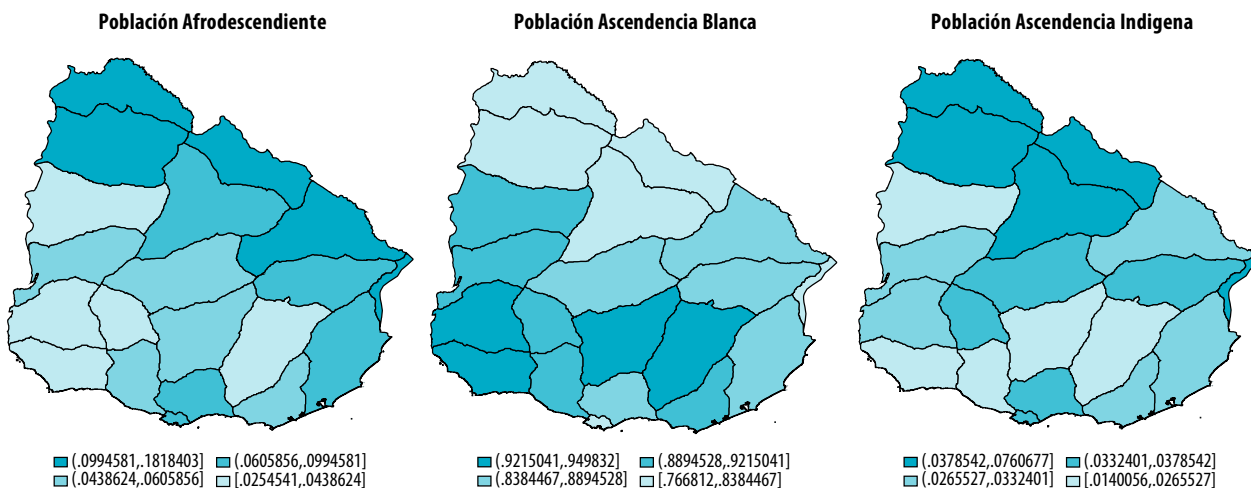 Población Afrodescendiente
(.0994581,.1818403] (.0605856,.0994581]
(.0438624,.0605856] [.0254541,.0438624]
Población Ascendencia Blanca
(.9215041,.949832] (.8894528,.9215041]
(.8384467,.8894528] [.766812,.8384467]
Población Ascendencia Indigena
(.0378542,.0760677] (.0332401,.0378542]
(.0265527,.0332401] [.0140056,.0265527]